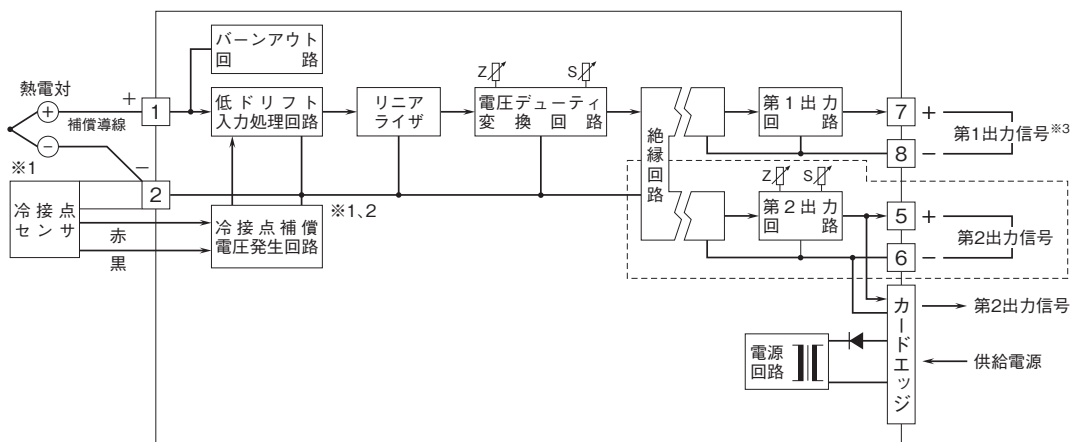 バーンアウト
回路
熱電対
+
補償導線
−
+
−
※1
1
2
低ドリフト
入力処理回路
リニア
ライザ
Z
S
電圧デューティ
変換回路
絶縁回路
第1出力
回路
7
+
8
−
第1出力信号※3
冷接点
センサ
赤
黒
冷接点補償
電圧発生回路
※1、2
Z
S
第2出力
回路
5
+
6
−
第2出力信号
カードエッジ
第2出力信号
電源
回路
供給電源